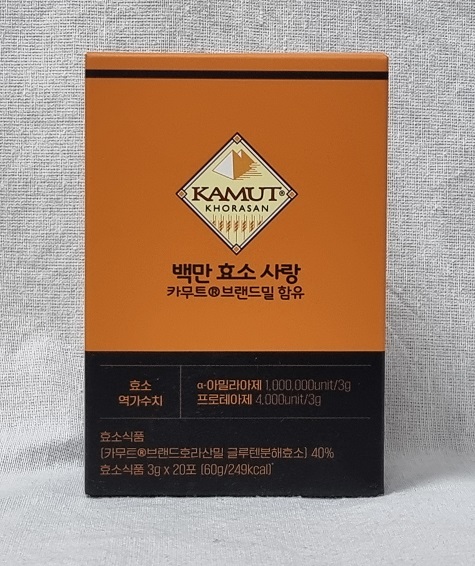 KAMUT®
KHORASAN
백만 효소 사랑
카무트®브랜드밀 함유
효소
역가수치
α-아밀라아제 1,000,000unit/3g
프로테아제 4,000unit/3g
효소식품
(카무트®브랜드호라산밀 글루텐분해효소) 40%
효소식품 3g x 20포 (60g/249kcal)*